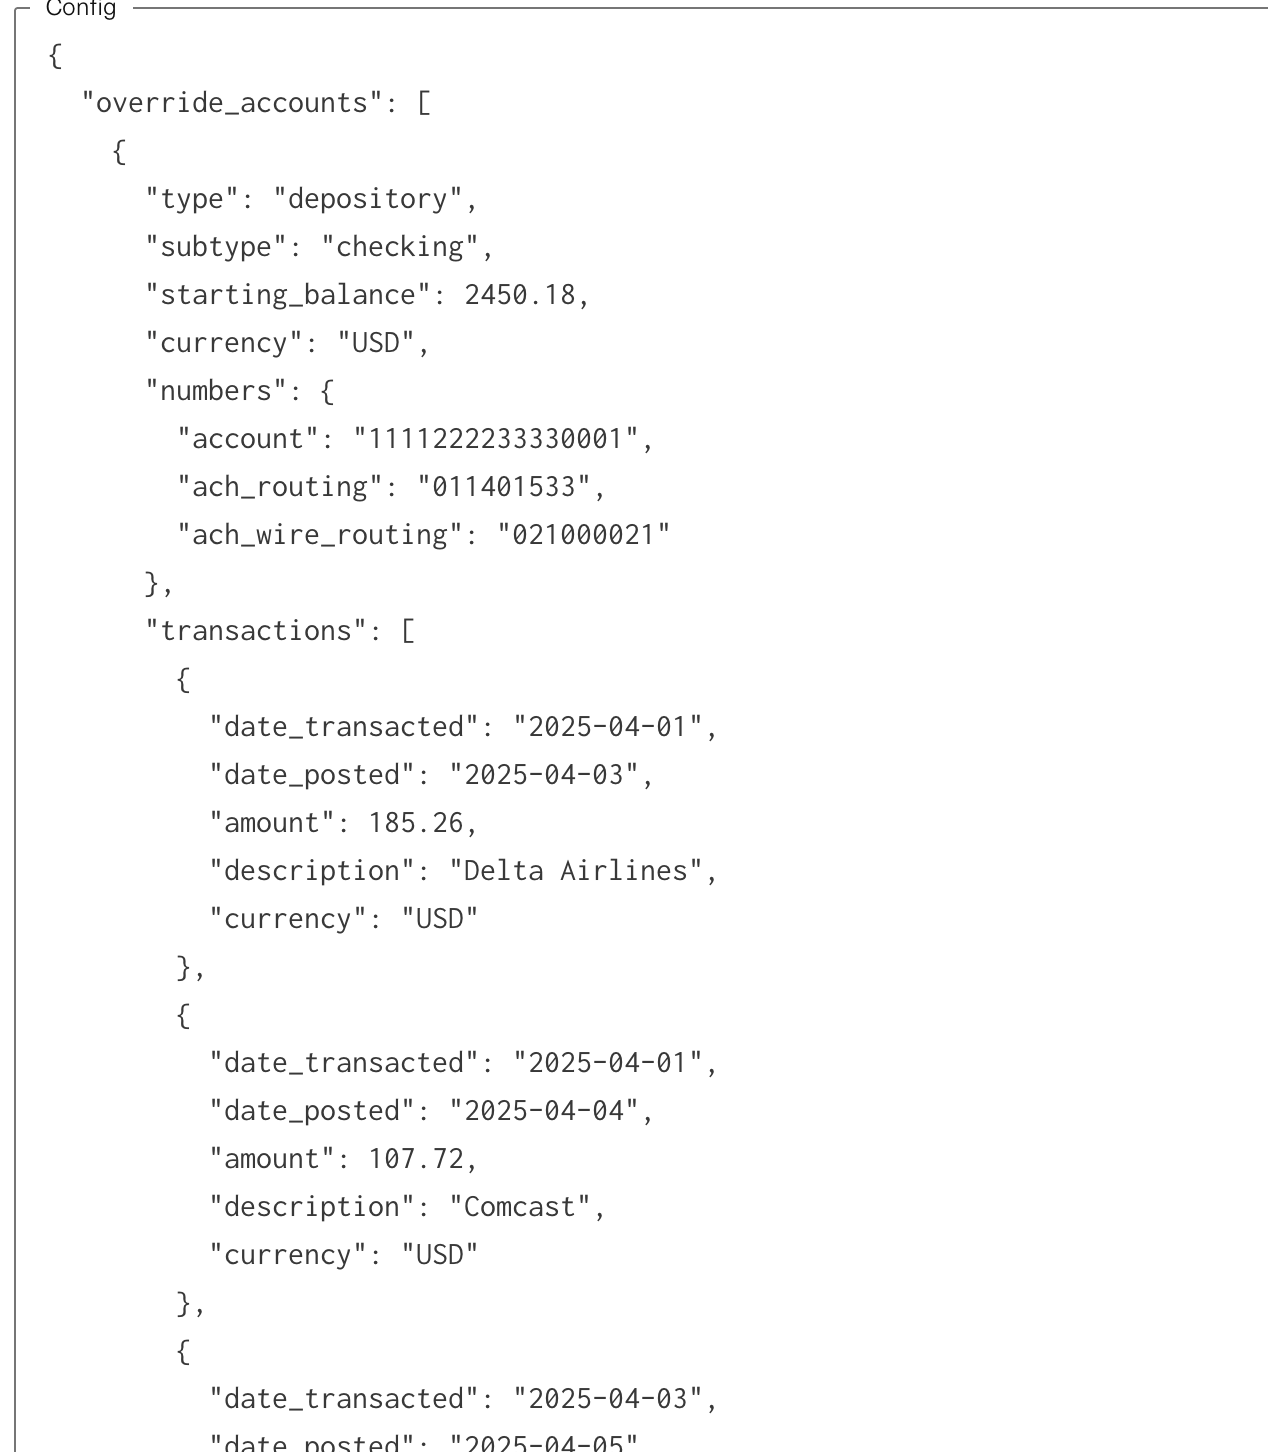 Config
{
  "override_accounts": [
    {
      "type": "depository",
      "subtype": "checking",
      "starting_balance": 2450.18,
      "currency": "USD",
      "numbers": {
        "account": "1111222233330001",
        "ach_routing": "011401533",
        "ach_wire_routing": "021000021"
      },
      "transactions": [
        {
          "date_transacted": "2025-04-01",
          "date_posted": "2025-04-03",
          "amount": 185.26,
          "description": "Delta Airlines",
          "currency": "USD"
        },
        {
          "date_transacted": "2025-04-01",
          "date_posted": "2025-04-04",
          "amount": 107.72,
          "description": "Comcast",
          "currency": "USD"
        },
        {
          "date_transacted": "2025-04-03",
          "date_posted": "2025-04-05"